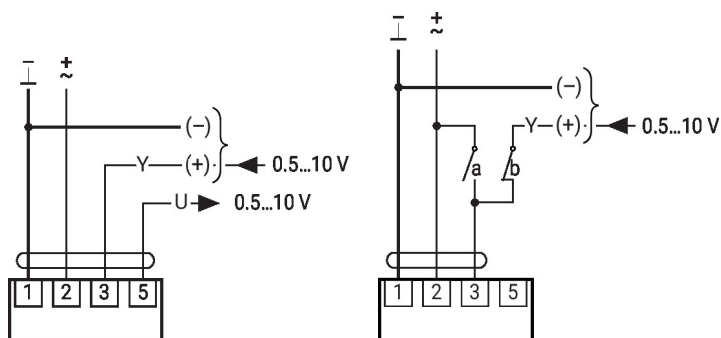 − +
⊥ ~
(−)
Y (+) 0.5...10 V
U 0.5...10 V
1 2 3 5
− +
⊥ ~
(−)
Y (+) 0.5...10 V
a b
1 2 3 5